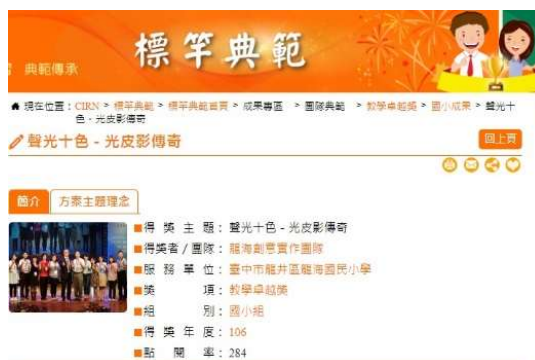 標竿典範
典範傳承
現在位置：CIRN > 標竿典範 > 標竿典範首頁 > 成果專區 > 團隊典範 > 教學卓越獎 > 國小成果 > 聲光十
色 - 光皮影傳奇
聲光十色 - 光皮影傳奇
回上頁
簡介 方案主題理念
得獎主題：聲光十色 - 光皮影傳奇
得獎者/團隊：龍海創意實作團隊
服務單位：臺中市龍井區龍海國民小學
獎項：教學卓越獎
組別：國小組
得獎年度：106
點閱率：284